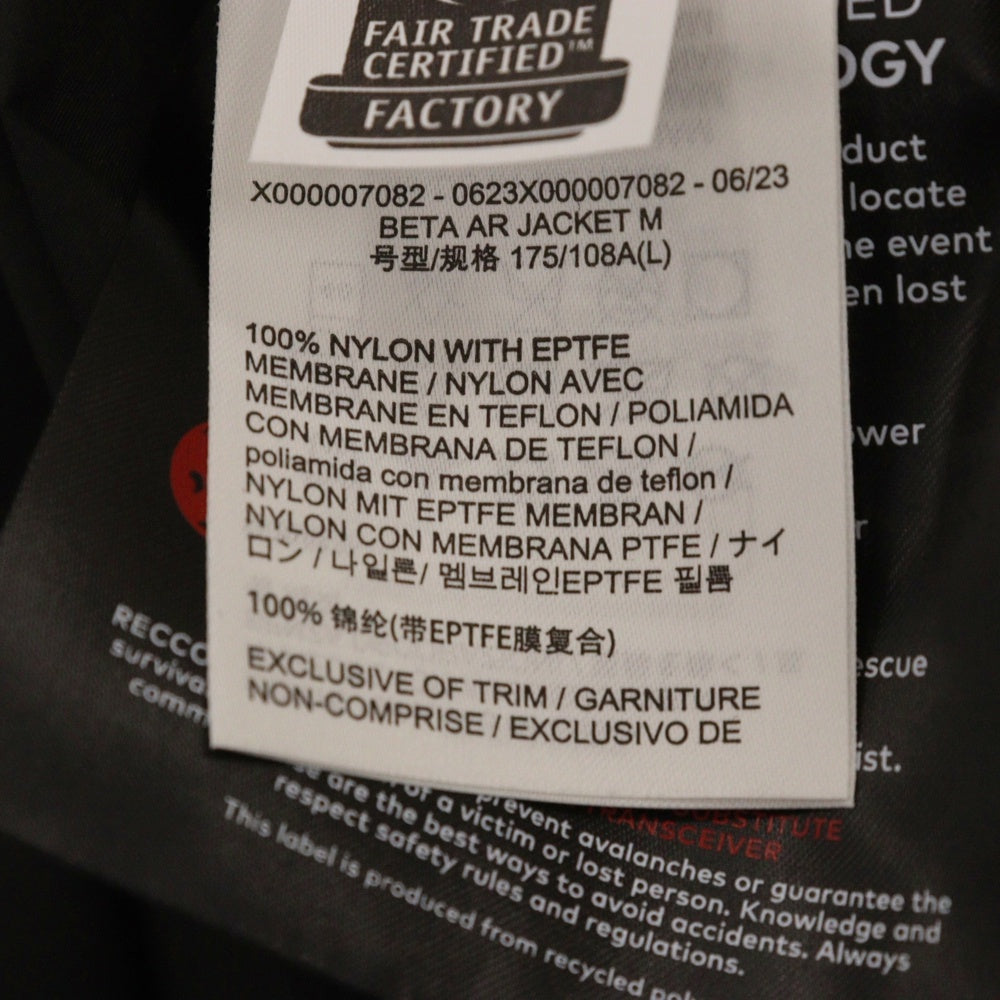 FAIR TRADE
CERTIFIED™
FACTORY
X000007082 - 0623X000007082 - 06/23
BETA AR JACKET M
号型/规格 175/108A(L)
100% NYLON WITH EPTFE
MEMBRANE / NYLON AVEC
MEMBRANE EN TEFLON / POLIAMIDA
CON MEMBRANA DE TEFLON /
poliamida con membrana de teflon /
NYLON MIT EPTFE MEMBRAN /
NYLON CON MEMBRANA PTFE / ナイ
ロン / 나일론/ 멤브레인EPTFE 필름
100% 锦纶(带EPTFE膜复合)
EXCLUSIVE OF TRIM / GARNITURE
NON-COMPRISE / EXCLUSIVO DE
ED
OGY
duct
locate
he event
en lost
ower
r
escue
ist.
RECCO
surviva
comm
SUBSTITUTE
TRANSCEIVER
prevent avalanches or guarantee the
of a victim or lost person. Knowledge and
are the best ways to avoid accidents. Always
respect safety rules and regulations.
This label is produced from recycled pol